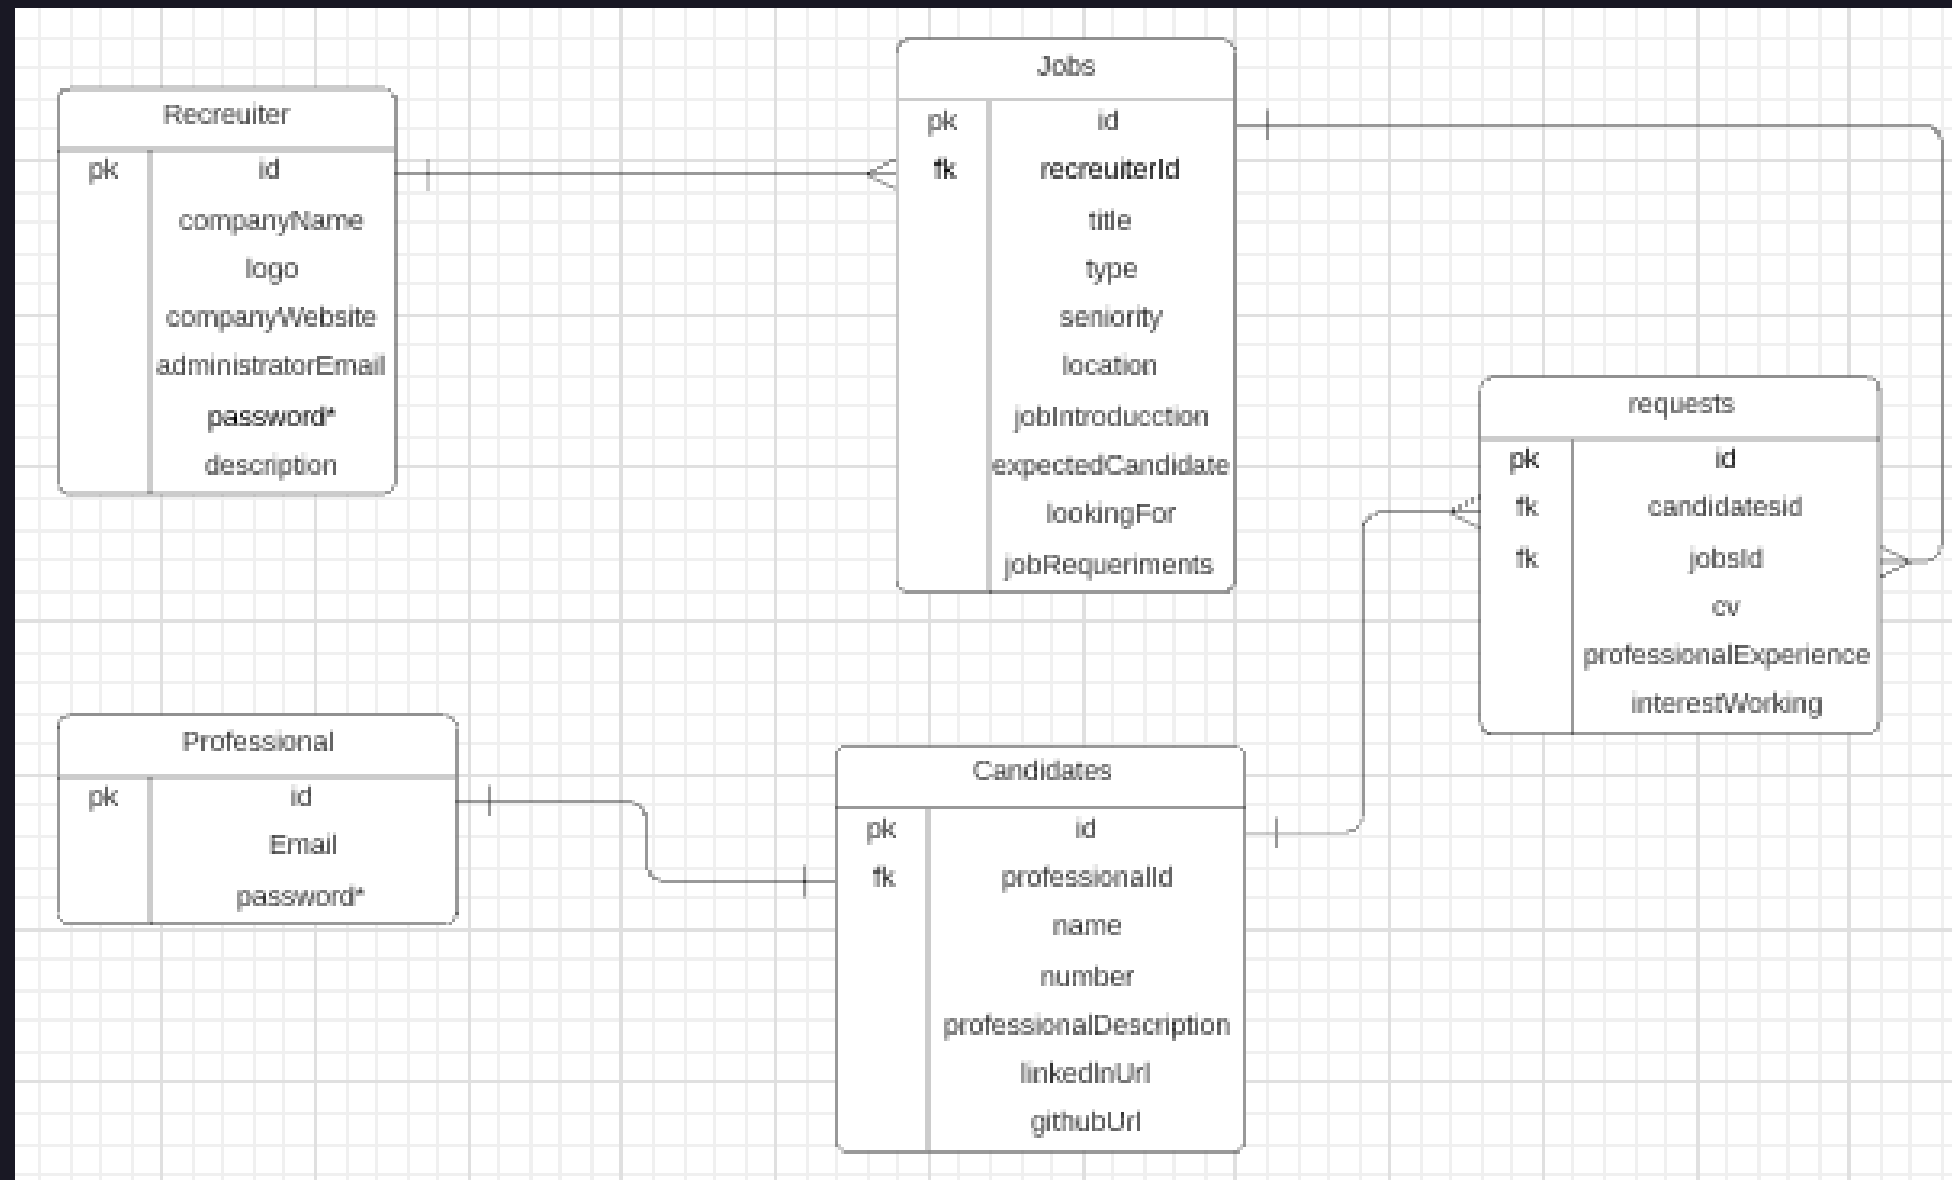 Recreuiter
pk id
companyName
logo
companyWebsite
administratorEmail
password*
description
Jobs
pk id
fk recreuiterId
title
type
seniority
location
jobIntroducction
expectedCandidate
lookingFor
jobRequeriments
requests
pk id
fk candidatesid
fk jobsId
cv
professionalExperience
interestWorking
Professional
pk id
Email
password*
Candidates
pk id
fk professionalId
name
number
professionalDescription
linkedInUrl
githubUrl